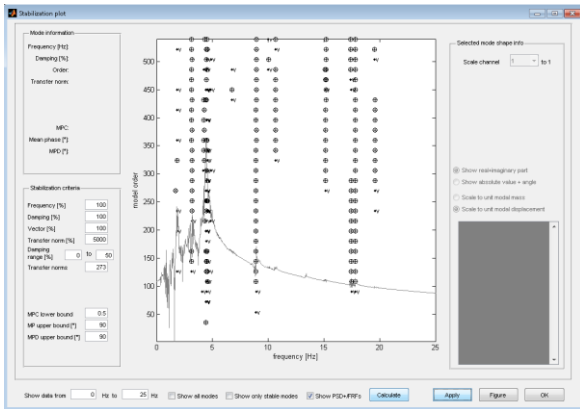 Stabilization plot
Mode information
Frequency [Hz]
Damping [%]
Order:
Transfer norm:
MPC:
Mean phase [°]
MPD [°]
Stabilization criteria
Frequency [%] 100
Damping [%] 100
Vector [%] 100
Transfer norm [%] 5000
Damping range [%] 0 to 50
Transfer norms 273
MPC lower bound 0.5
MP upper bound [°] 90
MPD upper bound [°] 90
model order
500
450
400
350
300
250
200
150
100
50
0 5 10 15 20 25
frequency [Hz]
Selected mode shape info
Scale channel 1 to 1
Show real+imaginary part
Show absolute value + angle
Scale to unit modal mass
Scale to unit modal displacement
Show data from 0 Hz to 25 Hz
Show all modes
Show only stable modes
Show PSD+/FRFs
Calculate
Apply
Figure
OK